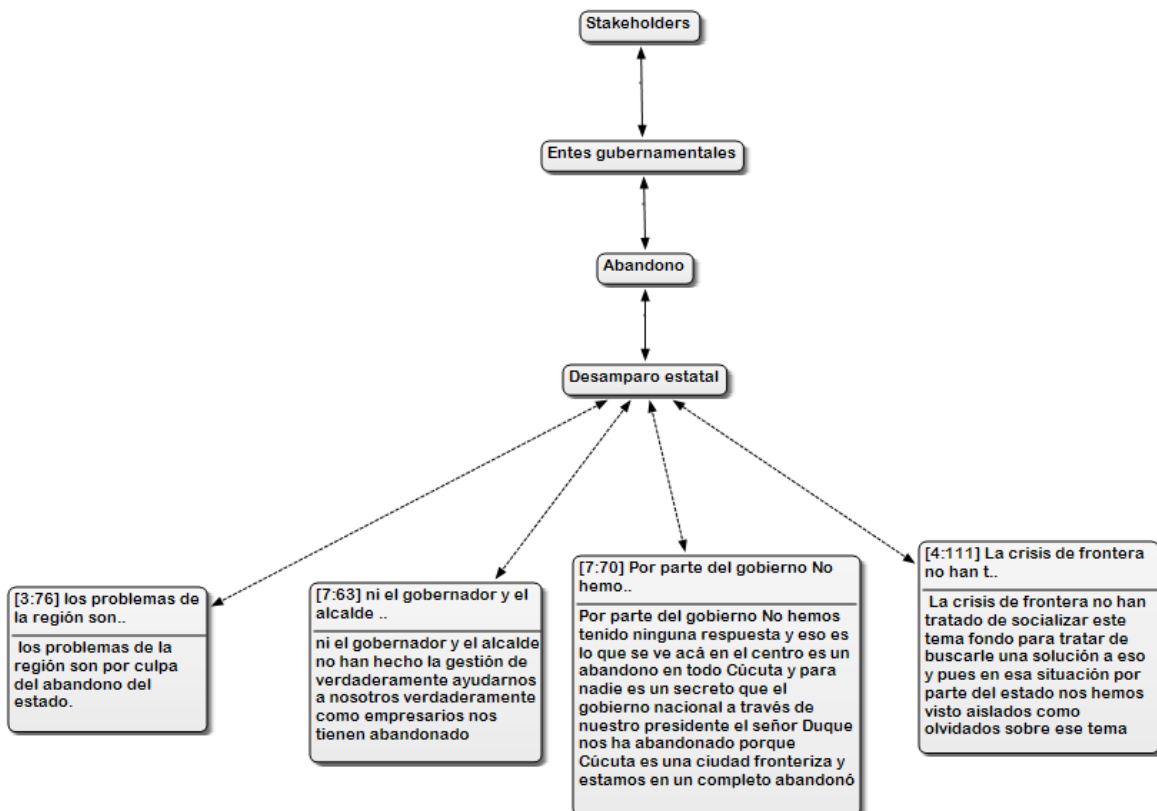 Stakeholders
Entes gubernamentales
Abandono
Desamparo estatal
[3:76] los problemas de
la región son..
los problemas de la
región son por culpa
del abandono del
estado.
[7:63] ni el gobernador y el
alcalde ..
ni el gobernador y el alcalde
no han hecho la gestión de
verdaderamente ayudarnos
a nosotros verdaderamente
como empresarios nos
tienen abandonado
[7:70] Por parte del gobierno No
hemo..
Por parte del gobierno No hemos
tenido ninguna respuesta y eso es
lo que se ve acá en el centro es un
abandono en todo Cúcuta y para
nadie es un secreto que el
gobierno nacional a través de
nuestro presidente el señor Duque
nos ha abandonado porque
Cúcuta es una ciudad fronteriza y
estamos en un completo abandonó
[4:111] La crisis de frontera
no han t..
La crisis de frontera no han
tratado de socializar este
tema fondo para tratar de
buscarle una solución a eso
y pues en esa situación por
parte del estado nos hemos
visto aislados como
olvidados sobre ese tema